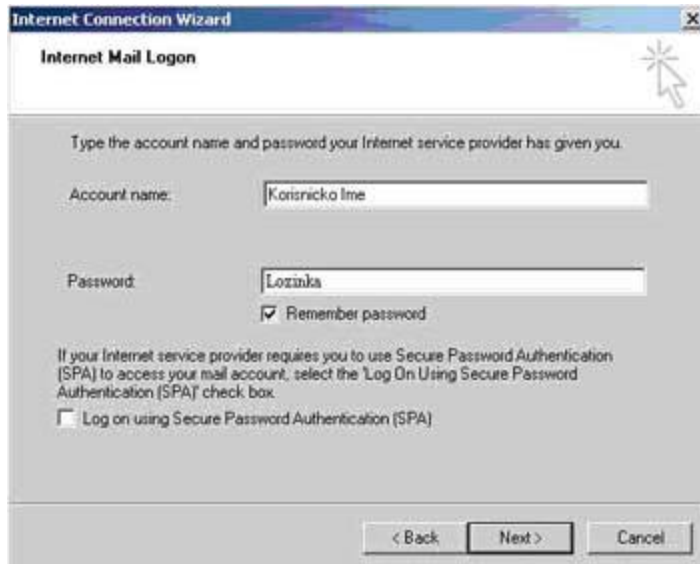 Internet Connection Wizard
Internet Mail Logon
Type the account name and password your Internet service provider has given you.
Account name:
Korisnicko Ime
Password:
Lozinka
Remember password
If your Internet service provider requires you to use Secure Password Authentication
(SPA) to access your mail account, select the 'Log On Using Secure Password
Authentication (SPA)' check box.
Log on using Secure Password Authentication (SPA)
< Back
Next >
Cancel